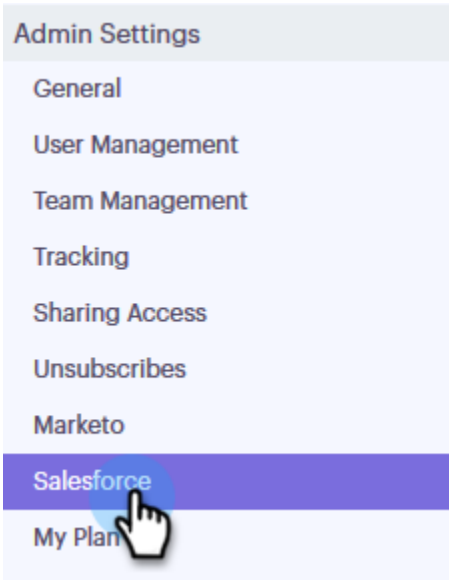 Admin Settings
General
User Management
Team Management
Tracking
Sharing Access
Unsubscribes
Marketo
Salesforce
My Plan